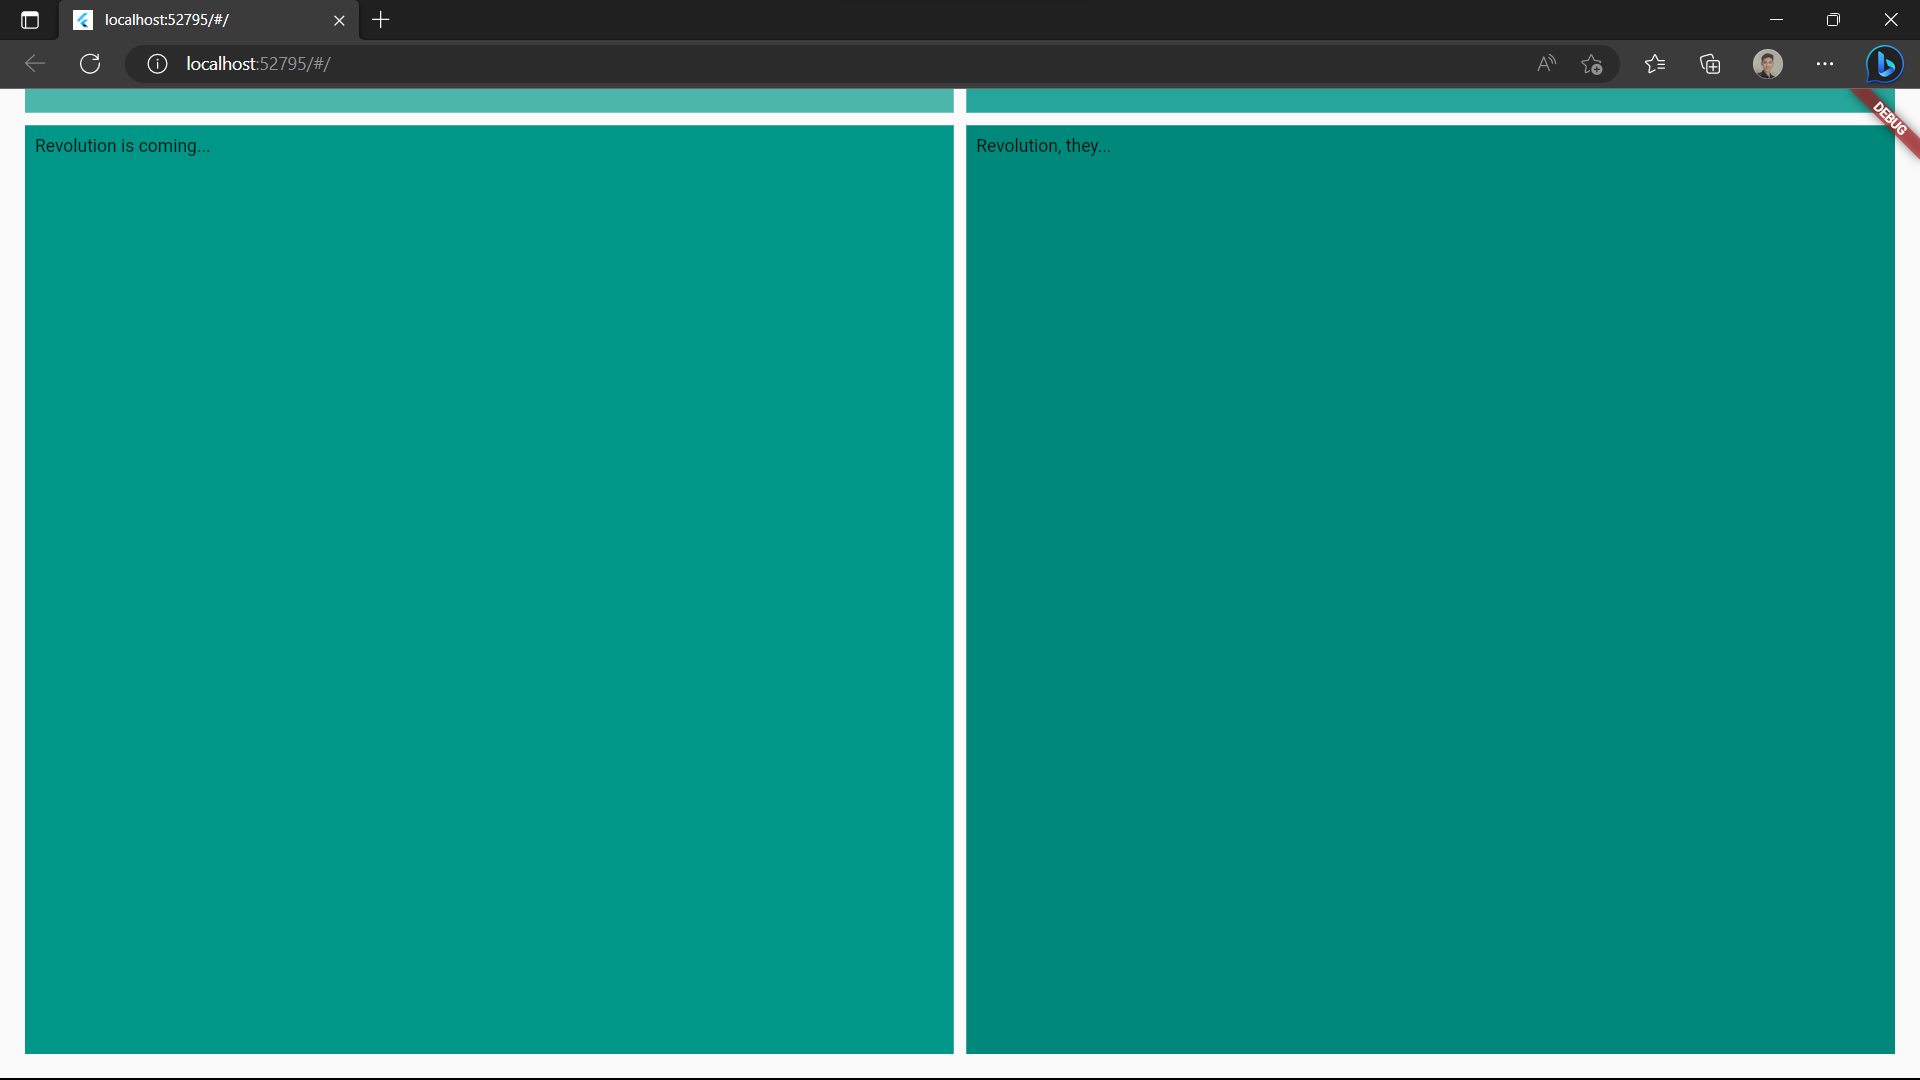 localhost:52795/#/
localhost:52795/#/
DEBUG
Revolution is coming...
Revolution, they...